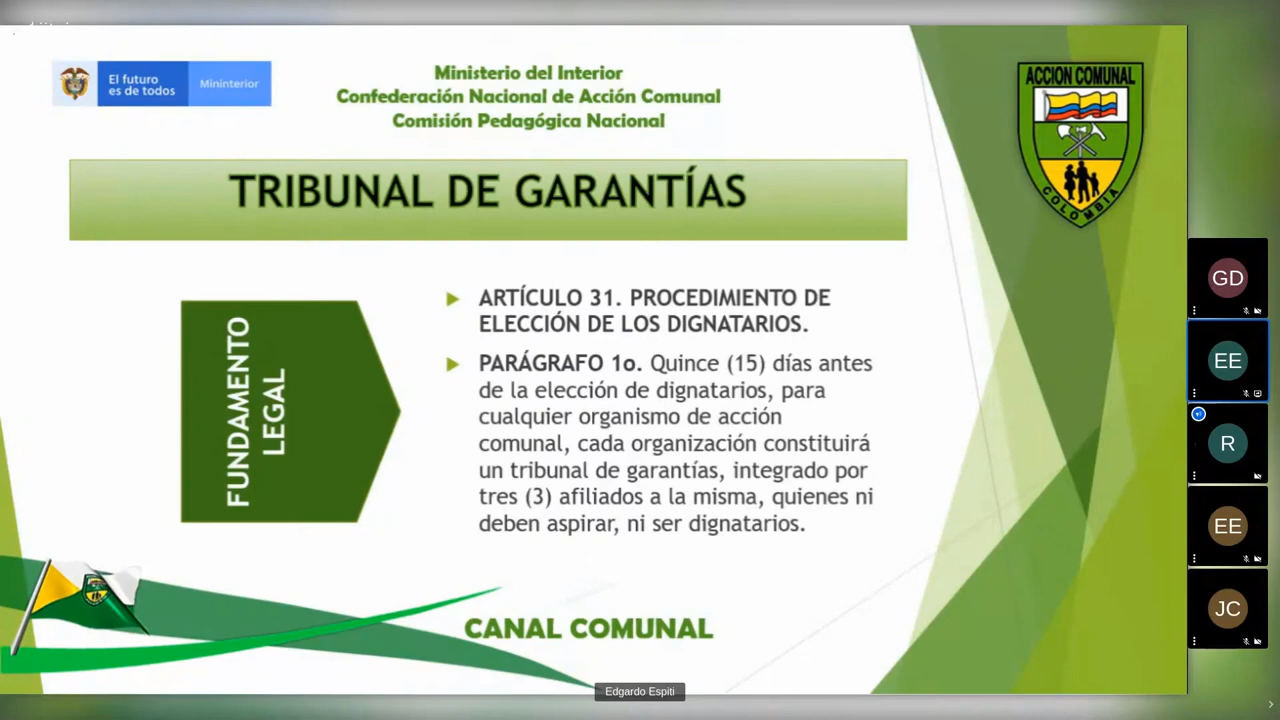 El futuro
es de todos
Mininterior
Ministerio del Interior
Confederación Nacional de Acción Comunal
Comisión Pedagógica Nacional
ACCION COMUNAL
COLOMBIA
TRIBUNAL DE GARANTÍAS
FUNDAMENTO
LEGAL
ARTÍCULO 31. PROCEDIMIENTO DE
ELECCIÓN DE LOS DIGNATARIOS.
PARÁGRAFO 1o. Quince (15) días antes
de la elección de dignatarios, para
cualquier organismo de acción
comunal, cada organización constituirá
un tribunal de garantías, integrado por
tres (3) afiliados a la misma, quienes ni
deben aspirar, ni ser dignatarios.
CANAL COMUNAL
Edgardo Espiti
GD
EE
R
EE
JC